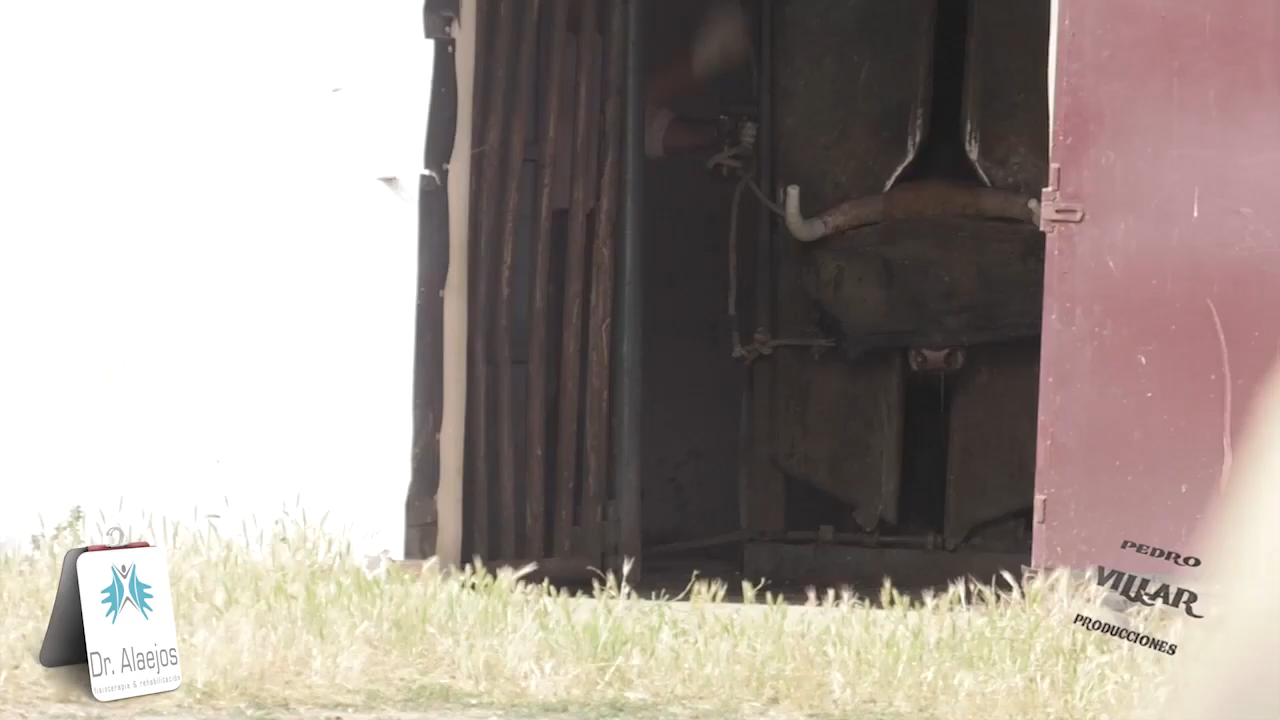 Dr. Alaejos
fisioterapia & rehabilitación
PEDRO
VILLAR
PRODUCCIONES